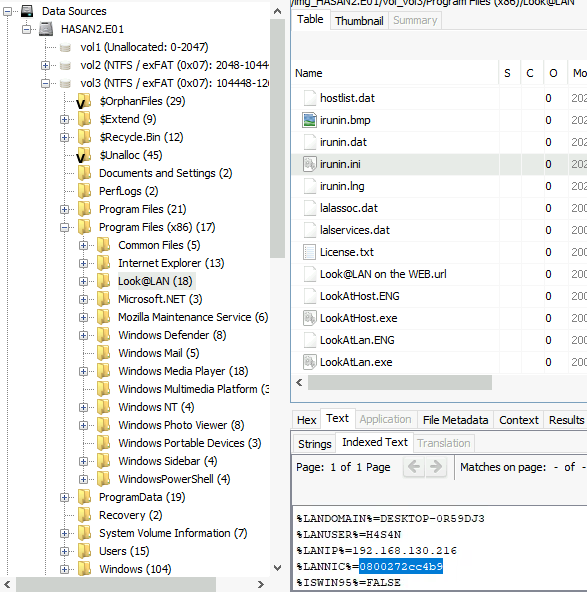 Data Sources
HASAN2.E01
vol1 (Unallocated: 0-2047)
vol2 (NTFS / exFAT (0x07): 2048-1044
vol3 (NTFS / exFAT (0x07): 104448-126
$OrphanFiles (29)
$Extend (9)
$Recycle.Bin (12)
$Unalloc (45)
Documents and Settings (2)
PerfLogs (2)
Program Files (21)
Program Files (x86) (17)
Common Files (5)
Internet Explorer (13)
Look@LAN (18)
Microsoft.NET (3)
Mozilla Maintenance Service (6)
Windows Defender (8)
Windows Mail (5)
Windows Media Player (18)
Windows Multimedia Platform (3
Windows NT (4)
Windows Photo Viewer (8)
Windows Portable Devices (3)
Windows Sidebar (4)
WindowsPowerShell (4)
ProgramData (19)
Recovery (2)
System Volume Information (7)
Users (15)
Windows (104)
/img_HASAN2.E01/vol_vol3/Program Files (x86)/Look@LAN
Table Thumbnail Summary
Name S C O Mo
hostlist.dat 0 202
irunin.bmp 0 202
irunin.dat 0 202
irunin.ini 0 202
irunin.lng 0 202
lalassoc.dat 0 200
lalservices.dat 0 200
License.txt 0 200
Look@LAN on the WEB.url 0 202
LookAtHost.ENG 0 200
LookAtHost.exe 0 200
LookAtLan.ENG 0 200
LookAtLan.exe 0 200
Hex Text Application File Metadata Context Results
Strings Indexed Text Translation
Page: 1 of 1 Page Matches on page: - of -
%LANDOMAIN%=DESKTOP-0R59DJ3
%LANUSER%=H4S4N
%LANIP%=192.168.130.216
%LANNIC%=0800272cc4b9
%ISWIN95%=FALSE